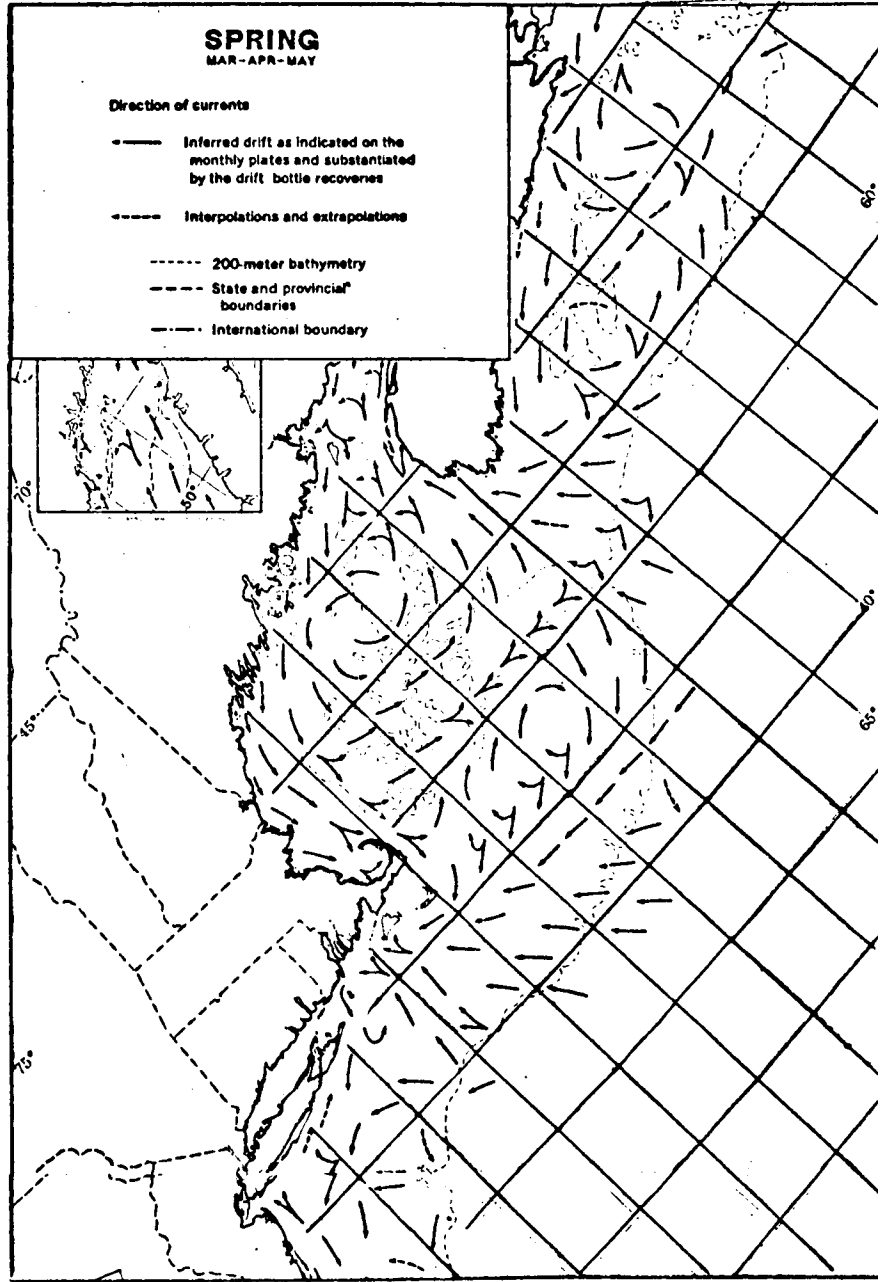 SPRING
MAR-APR-MAY
Direction of currents
Inferred drift as indicated on the
monthly plates and substantiated
by the drift bottle recoveries
Interpolations and extrapolations
200-meter bathymetry
State and provincial
boundaries
International boundary
60°
50°
70°
40°
65°
45°
75°